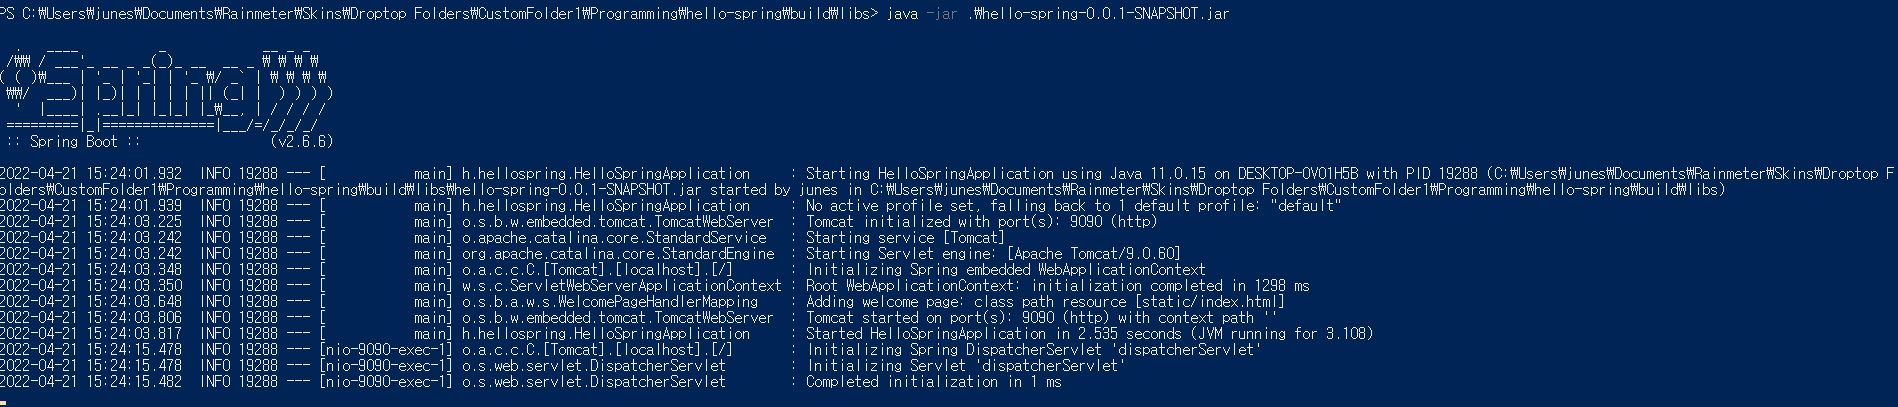 PS C:₩Users₩junes₩Documents₩Rainmeter₩Skins₩Droptop Folders₩CustomFolder1₩Programming₩hello-spring₩build₩libs> java -jar .₩hello-spring-0.0.1-SNAPSHOT.jar
  .   ____          _            __ _ _
 /₩₩ / ___'_ __ _ _(_)_ __  __ _ ₩ ₩ ₩ ₩
( ( )₩___ | '_ | '_| | '_ ₩/ _` | ₩ ₩ ₩ ₩
 ₩₩/  ___)| |_)| | | | | || (_| |  ) ) ) )
  '  |____| .__|_| |_|_| |_₩__, | / / / /
 =========|_|==============|___/=/_/_/_/
 :: Spring Boot ::                (v2.6.6)
2022-04-21 15:24:01.932  INFO 19288 --- [           main] h.hellospring.HelloSpringApplication     : Starting HelloSpringApplication using Java 11.0.15 on DESKTOP-OVO1H5B with PID 19288 (C:₩Users₩junes₩Documents₩Rainmeter₩Skins₩Droptop F
olders₩CustomFolder1₩Programming₩hello-spring₩build₩libs₩hello-spring-0.0.1-SNAPSHOT.jar started by junes in C:₩Users₩junes₩Documents₩Rainmeter₩Skins₩Droptop Folders₩CustomFolder1₩Programming₩hello-spring₩build₩libs)
2022-04-21 15:24:01.939  INFO 19288 --- [           main] h.hellospring.HelloSpringApplication     : No active profile set, falling back to 1 default profile: "default"
2022-04-21 15:24:03.225  INFO 19288 --- [           main] o.s.b.w.embedded.tomcat.TomcatWebServer  : Tomcat initialized with port(s): 9090 (http)
2022-04-21 15:24:03.242  INFO 19288 --- [           main] o.apache.catalina.core.StandardService   : Starting service [Tomcat]
2022-04-21 15:24:03.242  INFO 19288 --- [           main] org.apache.catalina.core.StandardEngine  : Starting Servlet engine: [Apache Tomcat/9.0.60]
2022-04-21 15:24:03.348  INFO 19288 --- [           main] o.a.c.c.C.[Tomcat].[localhost].[/]       : Initializing Spring embedded WebApplicationContext
2022-04-21 15:24:03.350  INFO 19288 --- [           main] w.s.c.ServletWebServerApplicationContext : Root WebApplicationContext: initialization completed in 1298 ms
2022-04-21 15:24:03.648  INFO 19288 --- [           main] o.s.b.a.w.s.WelcomePageHandlerMapping    : Adding welcome page: class path resource [static/index.html]
2022-04-21 15:24:03.806  INFO 19288 --- [           main] o.s.b.w.embedded.tomcat.TomcatWebServer  : Tomcat started on port(s): 9090 (http) with context path ''
2022-04-21 15:24:03.817  INFO 19288 --- [           main] h.hellospring.HelloSpringApplication     : Started HelloSpringApplication in 2.535 seconds (JVM running for 3.108)
2022-04-21 15:24:15.478  INFO 19288 --- [nio-9090-exec-1] o.a.c.c.C.[Tomcat].[localhost].[/]       : Initializing Spring DispatcherServlet 'dispatcherServlet'
2022-04-21 15:24:15.478  INFO 19288 --- [nio-9090-exec-1] o.s.web.servlet.DispatcherServlet        : Initializing Servlet 'dispatcherServlet'
2022-04-21 15:24:15.482  INFO 19288 --- [nio-9090-exec-1] o.s.web.servlet.DispatcherServlet        : Completed initialization in 1 ms